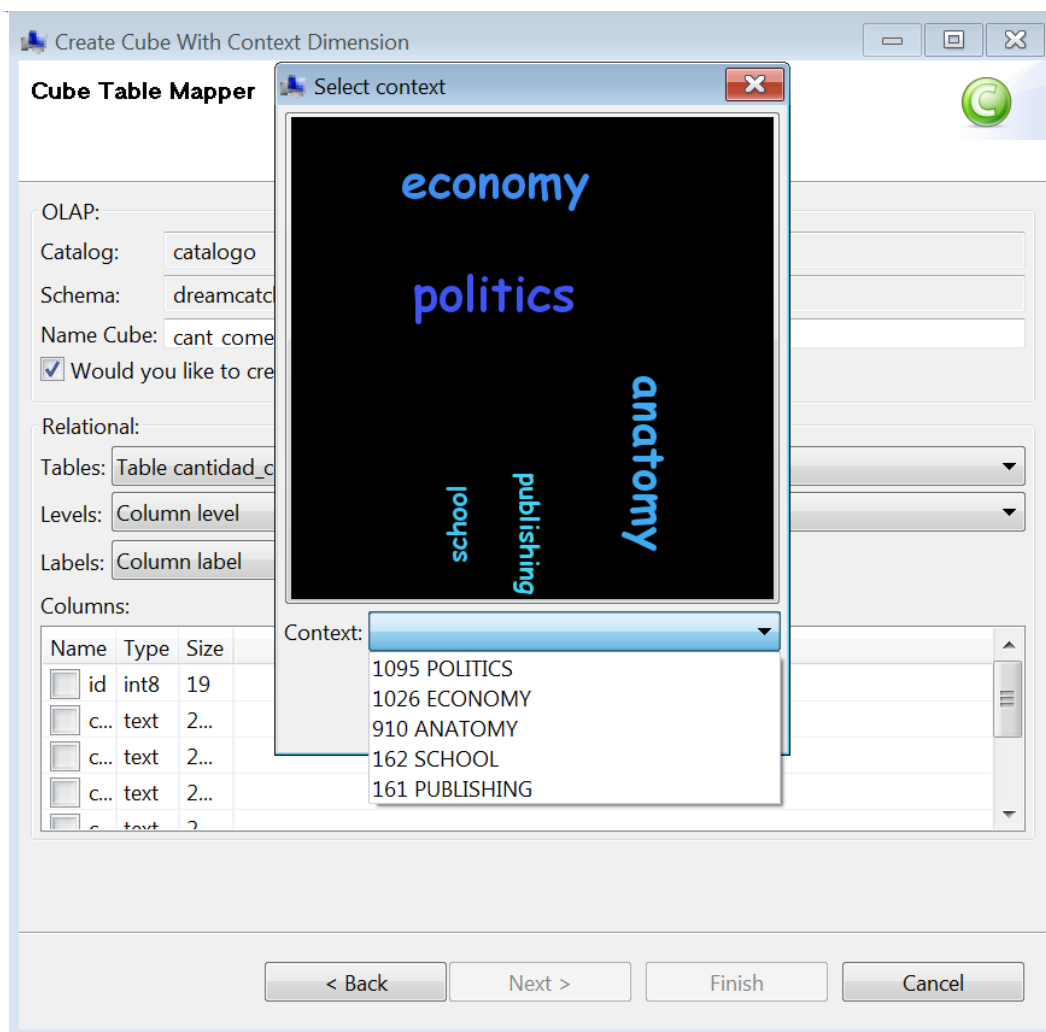 Create Cube With Context Dimension
Cube Table Mapper
Select context
economy
politics
anatomy
school
publishing
OLAP:
Catalog: catalogo
Schema: dreamcatc
Name Cube: cant come
Would you like to cre
Relational:
Tables: Table cantidad_c
Levels: Column level
Labels: Column label
Columns:
Name Type Size
id int8 19
c... text 2...
c... text 2...
c... text 2...
c text 2
Context:
1095 POLITICS
1026 ECONOMY
910 ANATOMY
162 SCHOOL
161 PUBLISHING
< Back Next > Finish Cancel